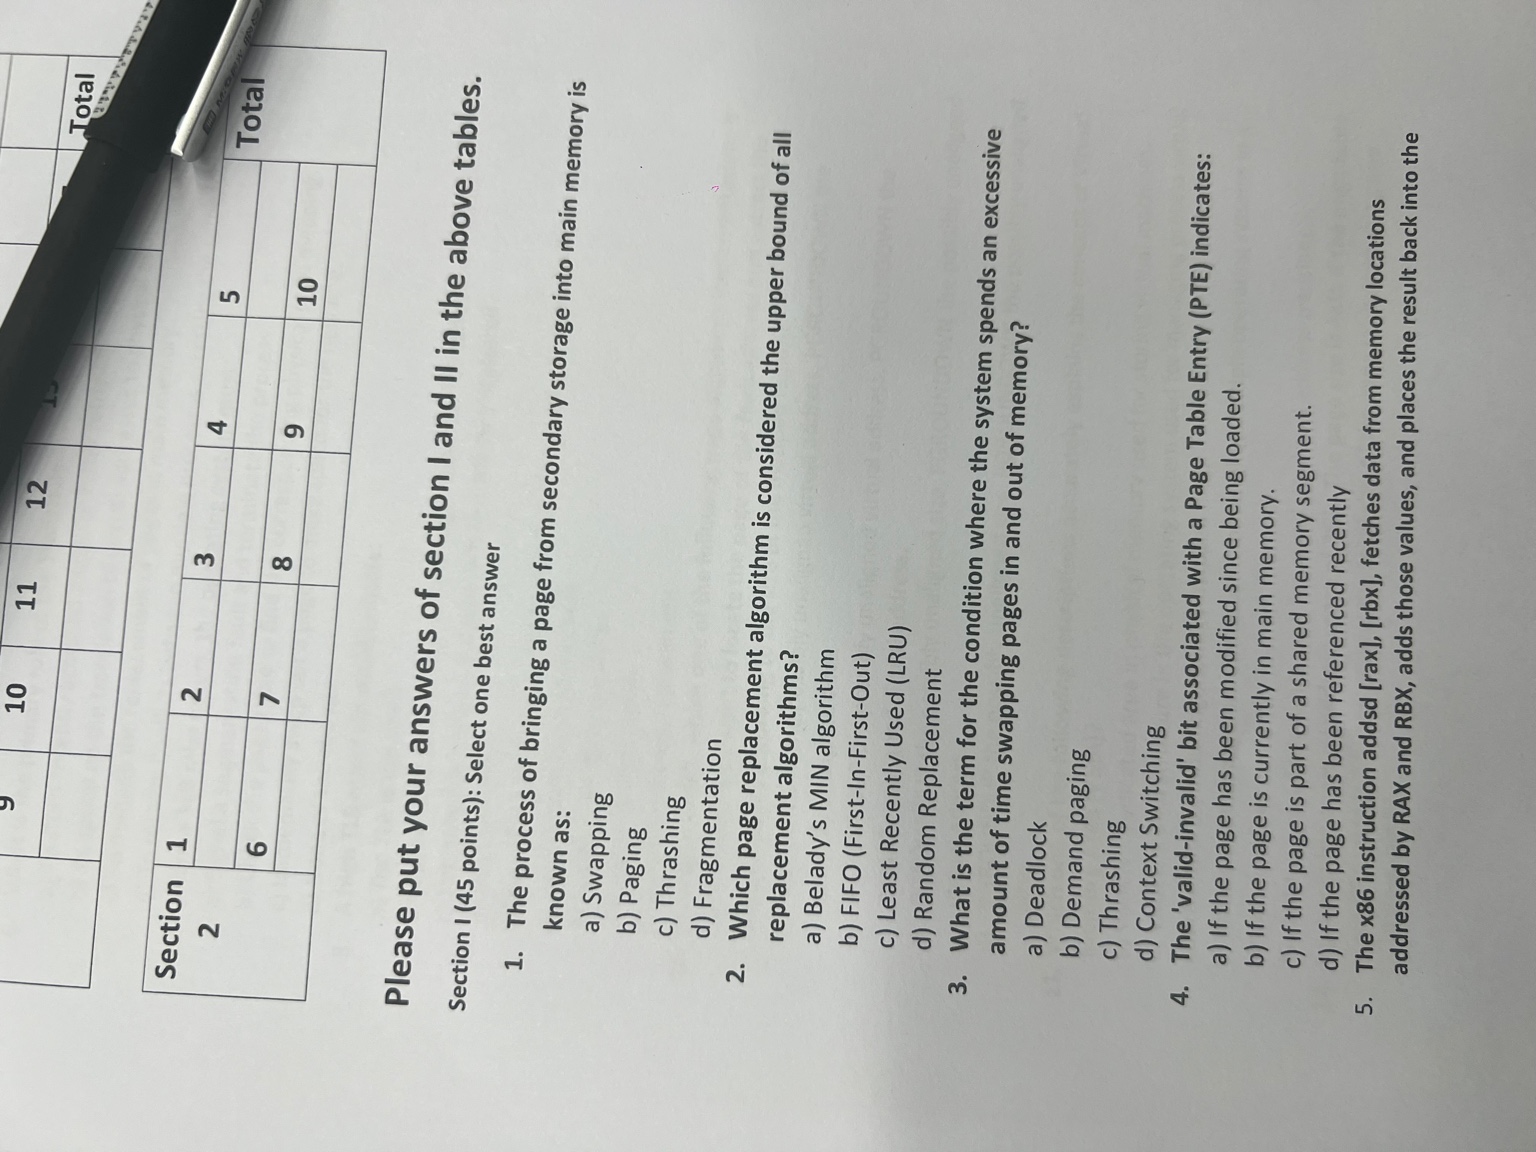 9 10 11 12 13
Total
Section 1 2 3 4 5 Total
2
6 7 8 9 10
Please put your answers of section I and II in the above tables.
Section I (45 points): Select one best answer
1. The process of bringing a page from secondary storage into main memory is
known as:
a) Swapping
b) Paging
c) Thrashing
d) Fragmentation
2. Which page replacement algorithm is considered the upper bound of all
replacement algorithms?
a) Belady's MIN algorithm
b) FIFO (First-In-First-Out)
c) Least Recently Used (LRU)
d) Random Replacement
3. What is the term for the condition where the system spends an excessive
amount of time swapping pages in and out of memory?
a) Deadlock
b) Demand paging
c) Thrashing
d) Context Switching
4. The 'valid-invalid' bit associated with a Page Table Entry (PTE) indicates:
a) If the page has been modified since being loaded.
b) If the page is currently in main memory.
c) If the page is part of a shared memory segment.
d) If the page has been referenced recently
5. The x86 instruction addsd [rax], [rbx], fetches data from memory locations
addressed by RAX and RBX, adds those values, and places the result back into the